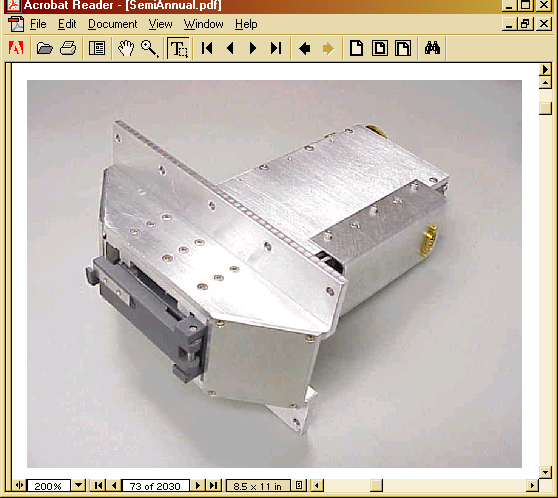 Acrobat Reader - [SemiAnnual.pdf]
File Edit Document View Window Help
200% 73 of 2030 8.5 x 11 in